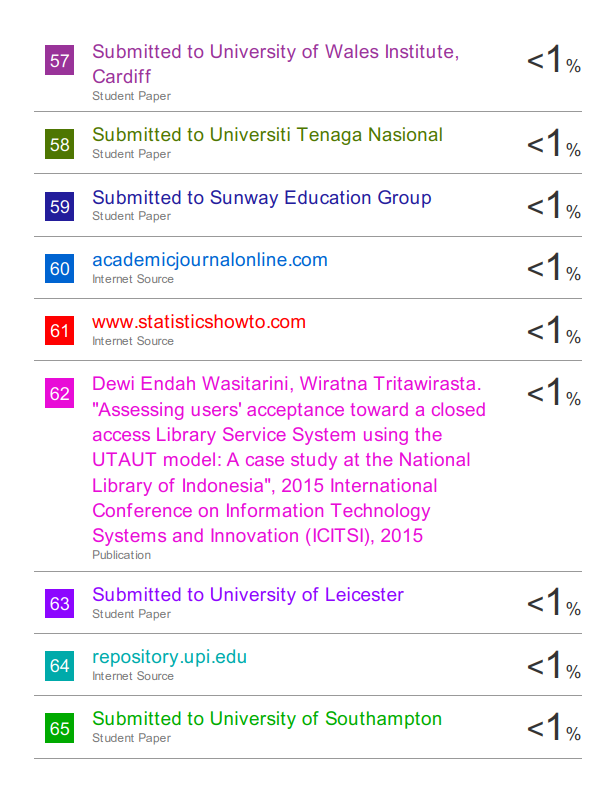 57 Submitted to University of Wales Institute, <1%
Cardiff
Student Paper
58 Submitted to Universiti Tenaga Nasional <1%
Student Paper
59 Submitted to Sunway Education Group <1%
Student Paper
60 academicjournalonline.com <1%
Internet Source
61 www.statisticshowto.com <1%
Internet Source
62 Dewi Endah Wasitarini, Wiratna Tritawirasta. <1%
"Assessing users' acceptance toward a closed
access Library Service System using the
UTAUT model: A case study at the National
Library of Indonesia", 2015 International
Conference on Information Technology
Systems and Innovation (ICITSI), 2015
Publication
63 Submitted to University of Leicester <1%
Student Paper
64 repository.upi.edu <1%
Internet Source
65 Submitted to University of Southampton <1%
Student Paper